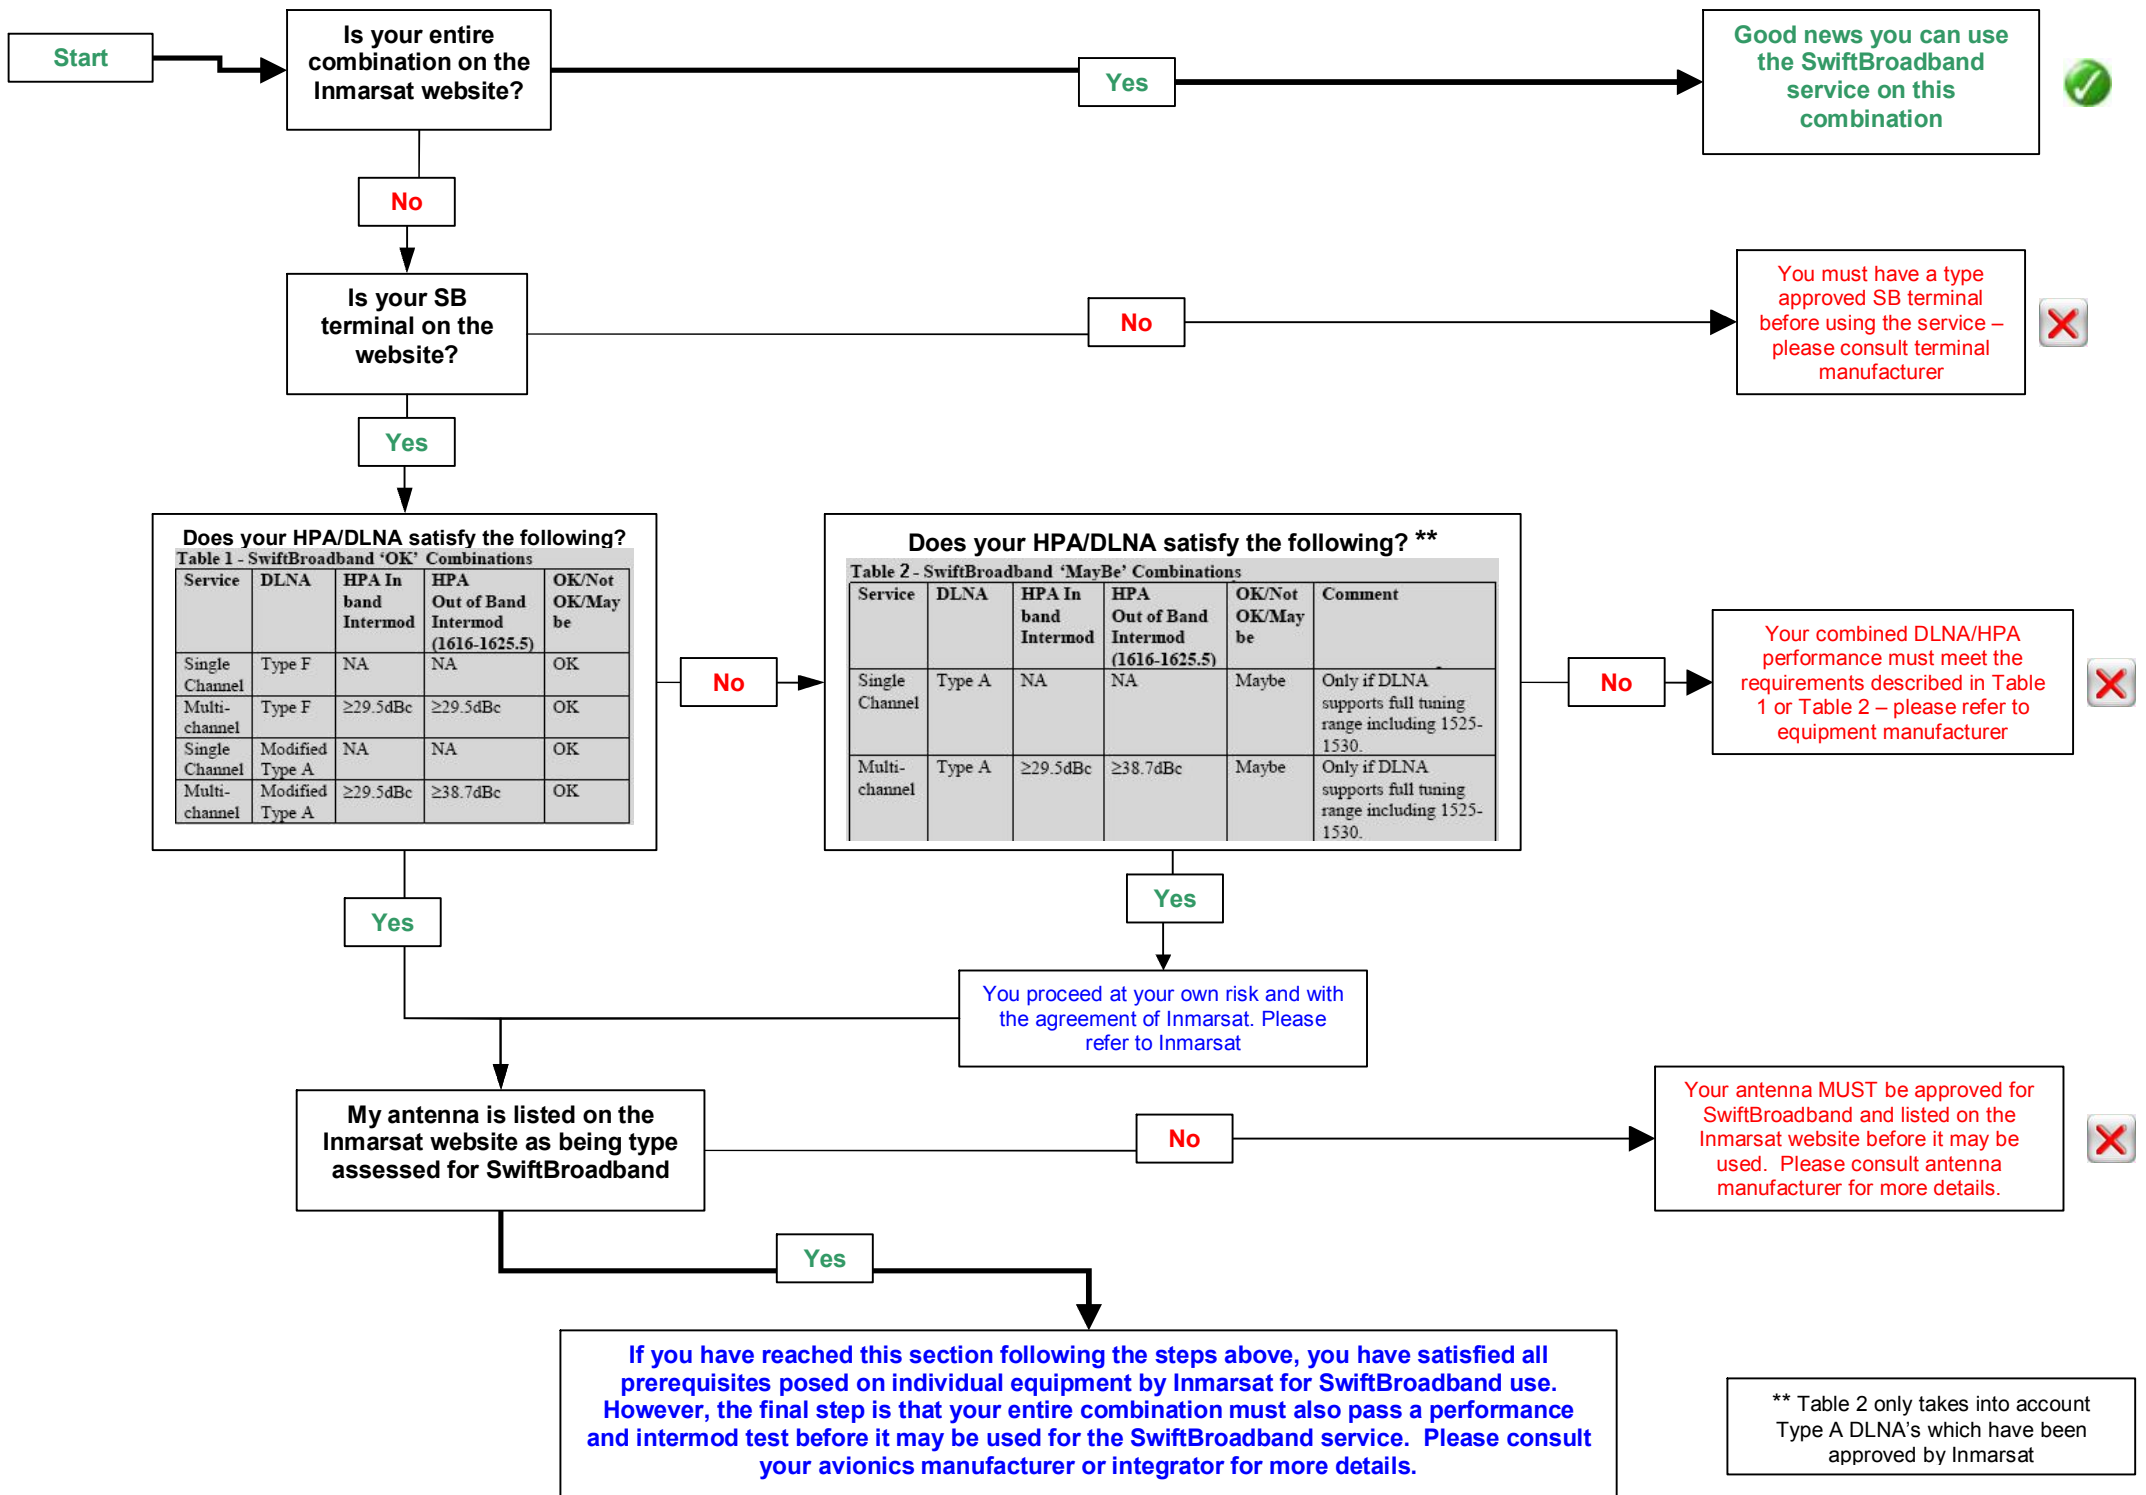 Start
Is your entire
combination on the
Inmarsat website?
Yes
Good news you can use
the SwiftBroadband
service on this
combination
No
Is your SB
terminal on the
website?
No
You must have a type
approved SB terminal
before using the service –
please consult terminal
manufacturer
Yes
Does your HPA/DLNA satisfy the following?
Table 1 - SwiftBroadband ‘OK’ Combinations
Service DLNA HPA In band Intermod HPA Out of Band Intermod (1616-1625.5) OK/Not OK/May be
Single Channel Type F NA NA OK
Multi-channel Type F ≥29.5dBc ≥29.5dBc OK
Single Channel Modified Type A NA NA OK
Multi-channel Modified Type A ≥29.5dBc ≥38.7dBc OK
No
Does your HPA/DLNA satisfy the following? **
Table 2 - SwiftBroadband ‘MayBe’ Combinations
Service DLNA HPA In band Intermod HPA Out of Band Intermod (1616-1625.5) OK/Not OK/May be Comment
Single Channel Type A NA NA Maybe Only if DLNA supports full tuning range including 1525-1530.
Multi-channel Type A ≥29.5dBc ≥38.7dBc Maybe Only if DLNA supports full tuning range including 1525-1530.
No
Your combined DLNA/HPA
performance must meet the
requirements described in Table
1 or Table 2 – please refer to
equipment manufacturer
Yes
Yes
You proceed at your own risk and with
the agreement of Inmarsat. Please
refer to Inmarsat
My antenna is listed on the
Inmarsat website as being type
assessed for SwiftBroadband
No
Your antenna MUST be approved for
SwiftBroadband and listed on the
Inmarsat website before it may be
used.  Please consult antenna
manufacturer for more details.
Yes
If you have reached this section following the steps above, you have satisfied all
prerequisites posed on individual equipment by Inmarsat for SwiftBroadband use.
However, the final step is that your entire combination must also pass a performance
and intermod test before it may be used for the SwiftBroadband service.  Please consult
your avionics manufacturer or integrator for more details.
** Table 2 only takes into account
Type A DLNA’s which have been
approved by Inmarsat